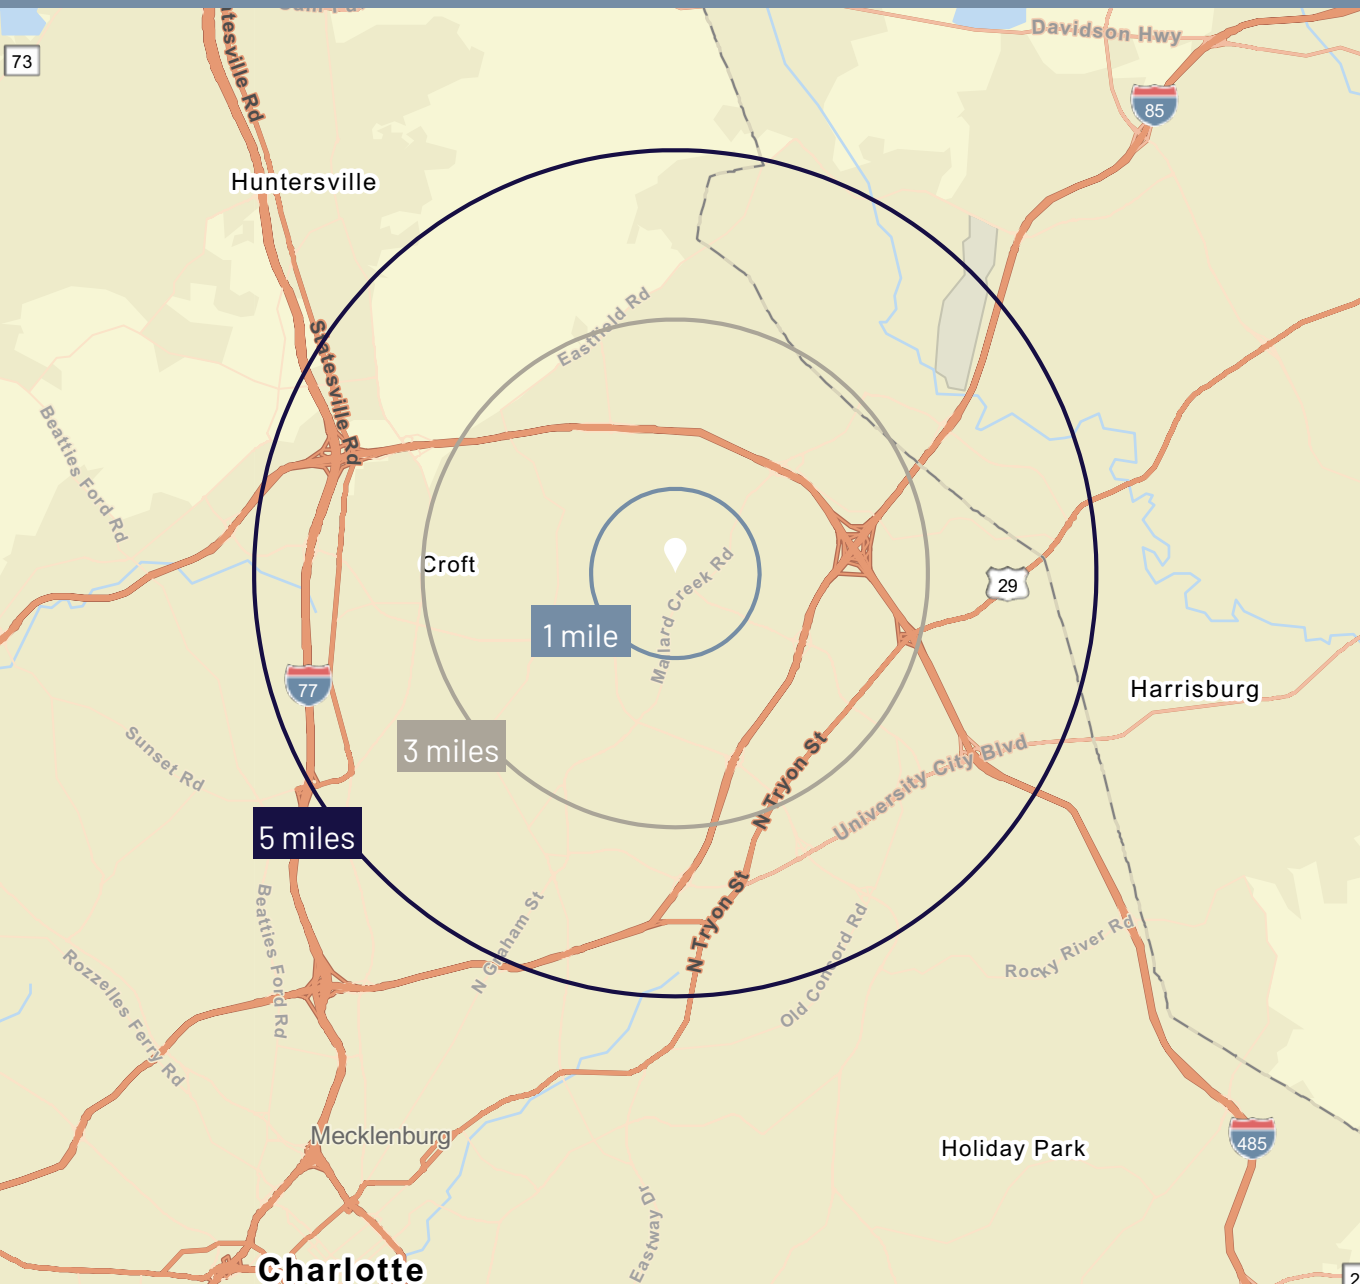 Davidson Hwy
73
Statesville Rd
85
Huntersville
Eastfield Rd
Statesville Rd
Beatties Ford Rd
Croft
Mallard Creek Rd
29
1 mile
77
Harrisburg
Sunset Rd
3 miles
N Tryon St
University City Blvd
5 miles
N Tryon St
Beatties Ford Rd
N Graham St
Old Concord Rd
Rocky River Rd
Rozzelles Ferry Rd
Mecklenburg
Holiday Park
485
Eastway Dr
Charlotte